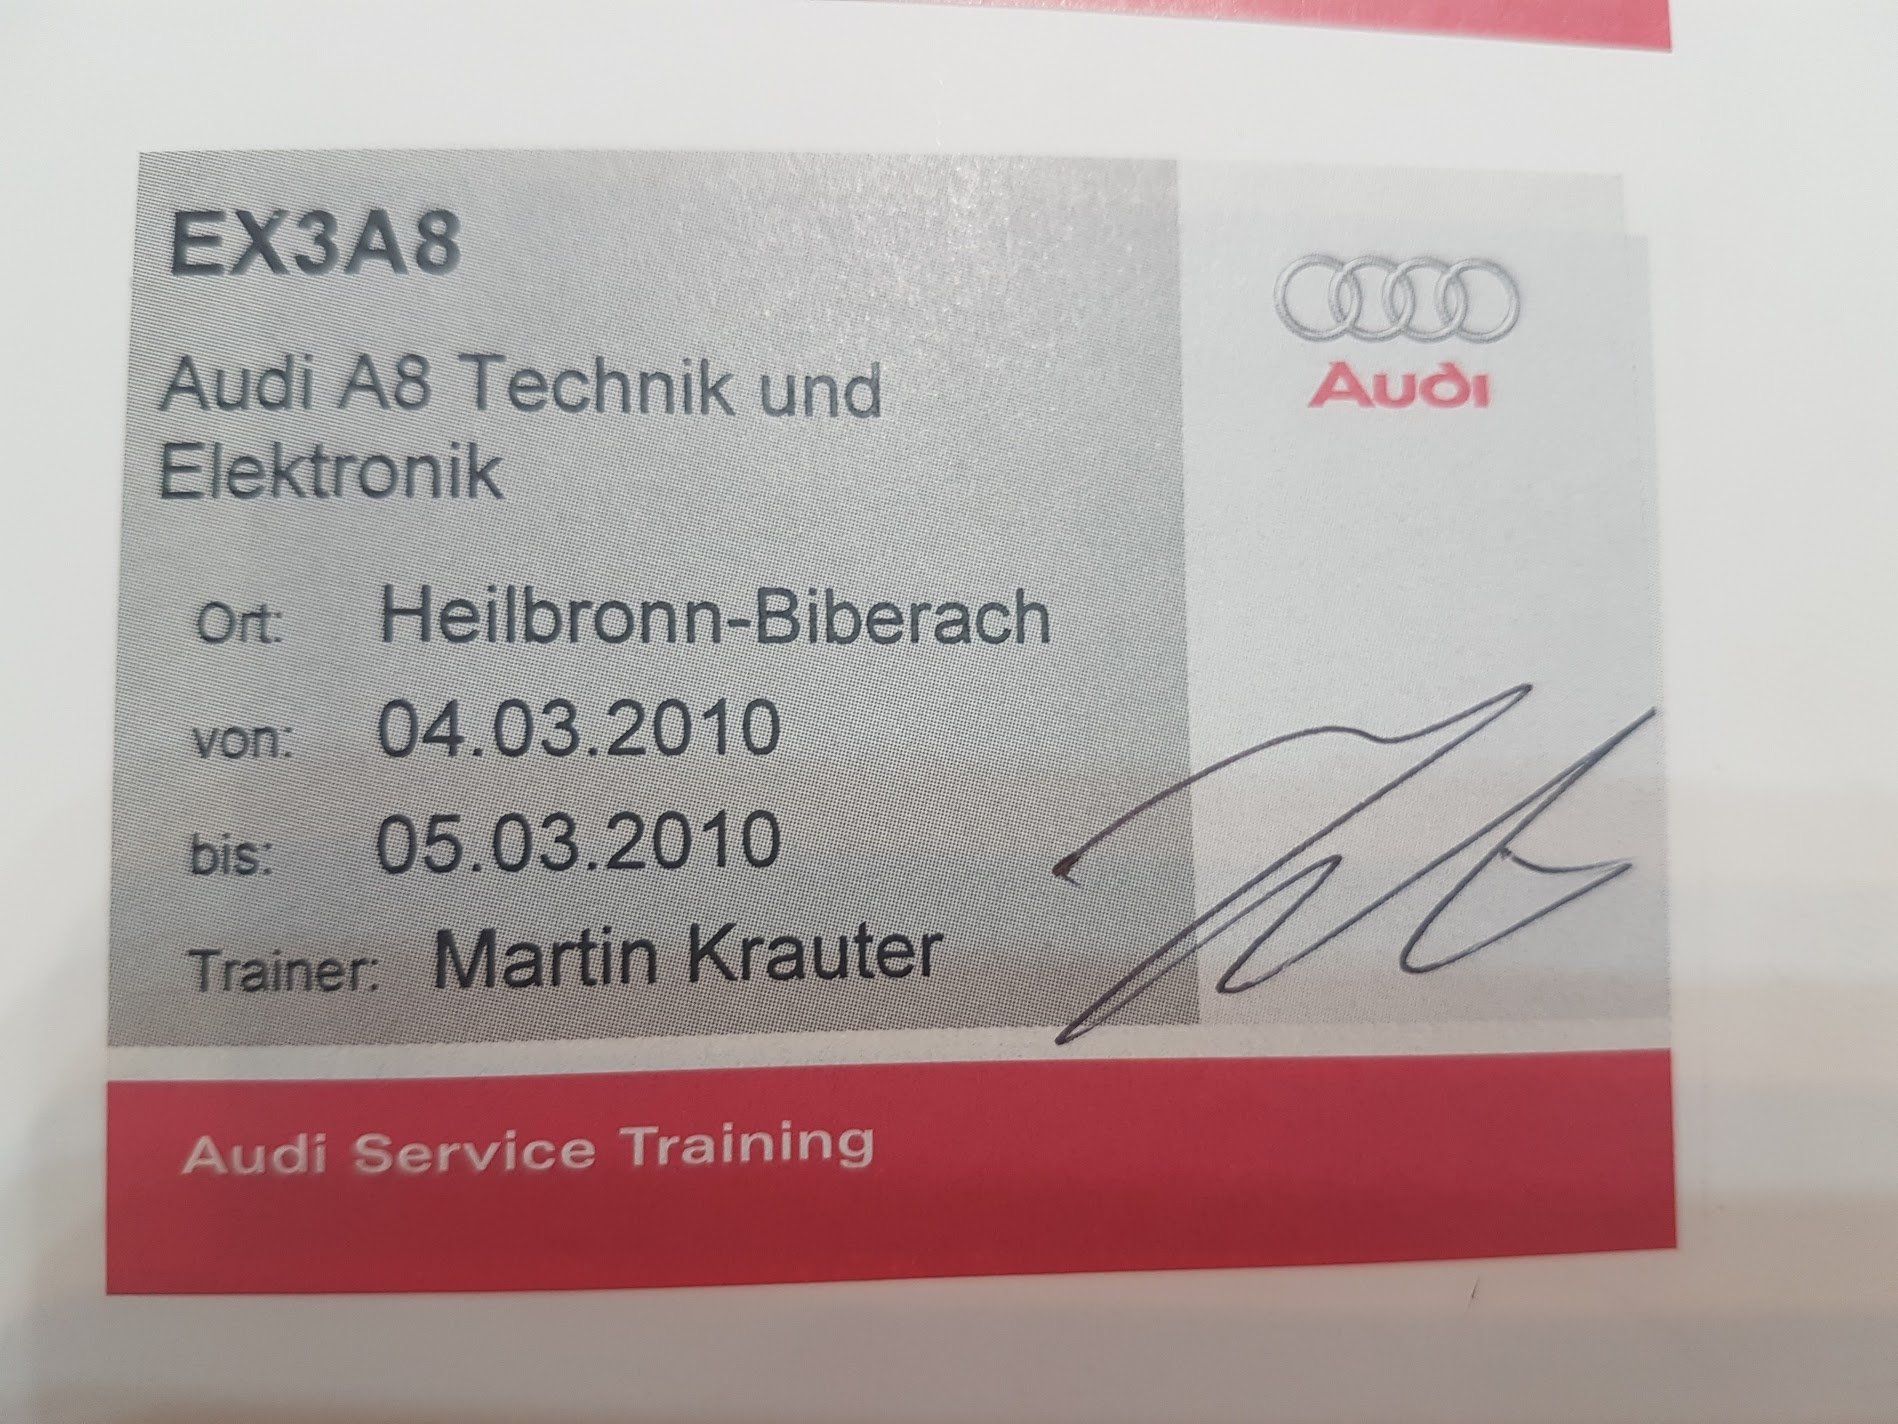 EX3A8
Audi A8 Technik und
Elektronik
Ort: Heilbronn-Biberach
von: 04.03.2010
bis: 05.03.2010
Trainer: Martin Krauter
Audi
Audi Service Training